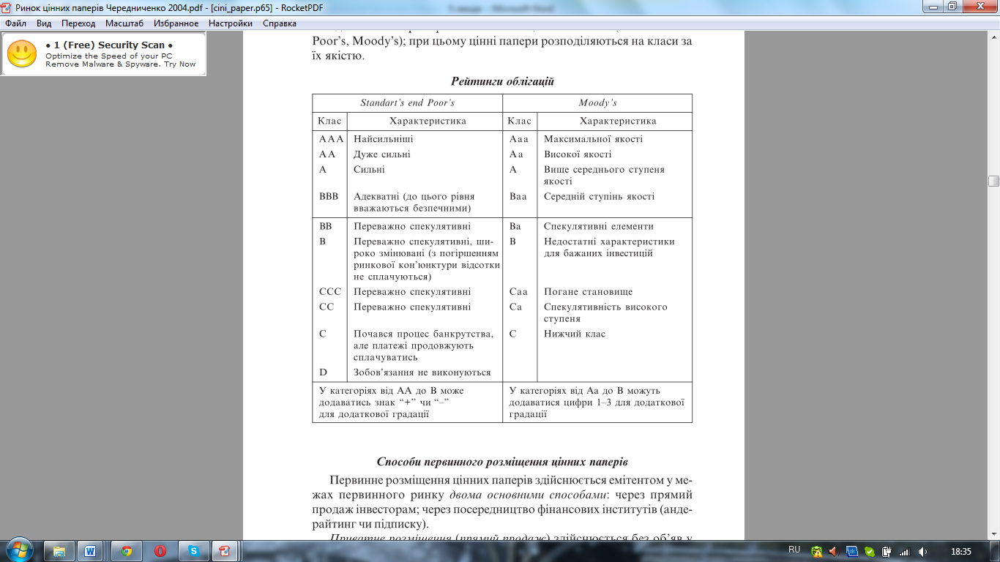 Ринок цінних паперів Чередниченко 2004.pdf - [cini_paper.p65] - RocketPDF
Файл Вид Переход Масштаб Избранное Настройки Справка
• 1 (Free) Security Scan •
Optimize the Speed of your PC
Remove Malware & Spyware. Try Now
Poor’s, Moody’s); при цьому цінні папери розподіляються на класи за
їх якістю.
Рейтинги облігацій
Standart’s end Poor’s Moody’s
Клас Характеристика Клас Характеристика
AAA Найсильніші Aaa Максимальної якості
AA Дуже сильні Aa Високої якості
A Сильні A Вище середнього ступеня
якості
BBB Адекватні (до цього рівня Baa Середній ступінь якості
вважаються безпечними)
BB Переважно спекулятивні Ba Спекулятивні елементи
B Переважно спекулятивні, ши- B Недостатні характеристики
роко змінювані (з погіршенням для бажаних інвестицій
ринкової кон’юнктури відсотки
не сплачуються)
CCC Переважно спекулятивні Caa Погане становище
CC Переважно спекулятивні Ca Спекулятивність високого
ступеня
C Почався процес банкрутства, C Нижчий клас
але платежі продовжують
сплачуватись
D Зобов’язання не виконуються
У категоріях від AA до B може У категоріях від Aa до B можуть
додаватись знак “+” чи “–” додаватися цифри 1–3 для додаткової
для додаткової градації градації
Способи первинного розміщення цінних паперів
Первинне розміщення цінних паперів здійснюється емітентом у ме-
жах первинного ринку двома основними способами: через прямий
продаж інвесторам; через посередництво фінансових інститутів (анде-
райтинг чи підписку).
Приватне розміщення (прямий продаж) здійснюється без об’яв у
RU 18:35